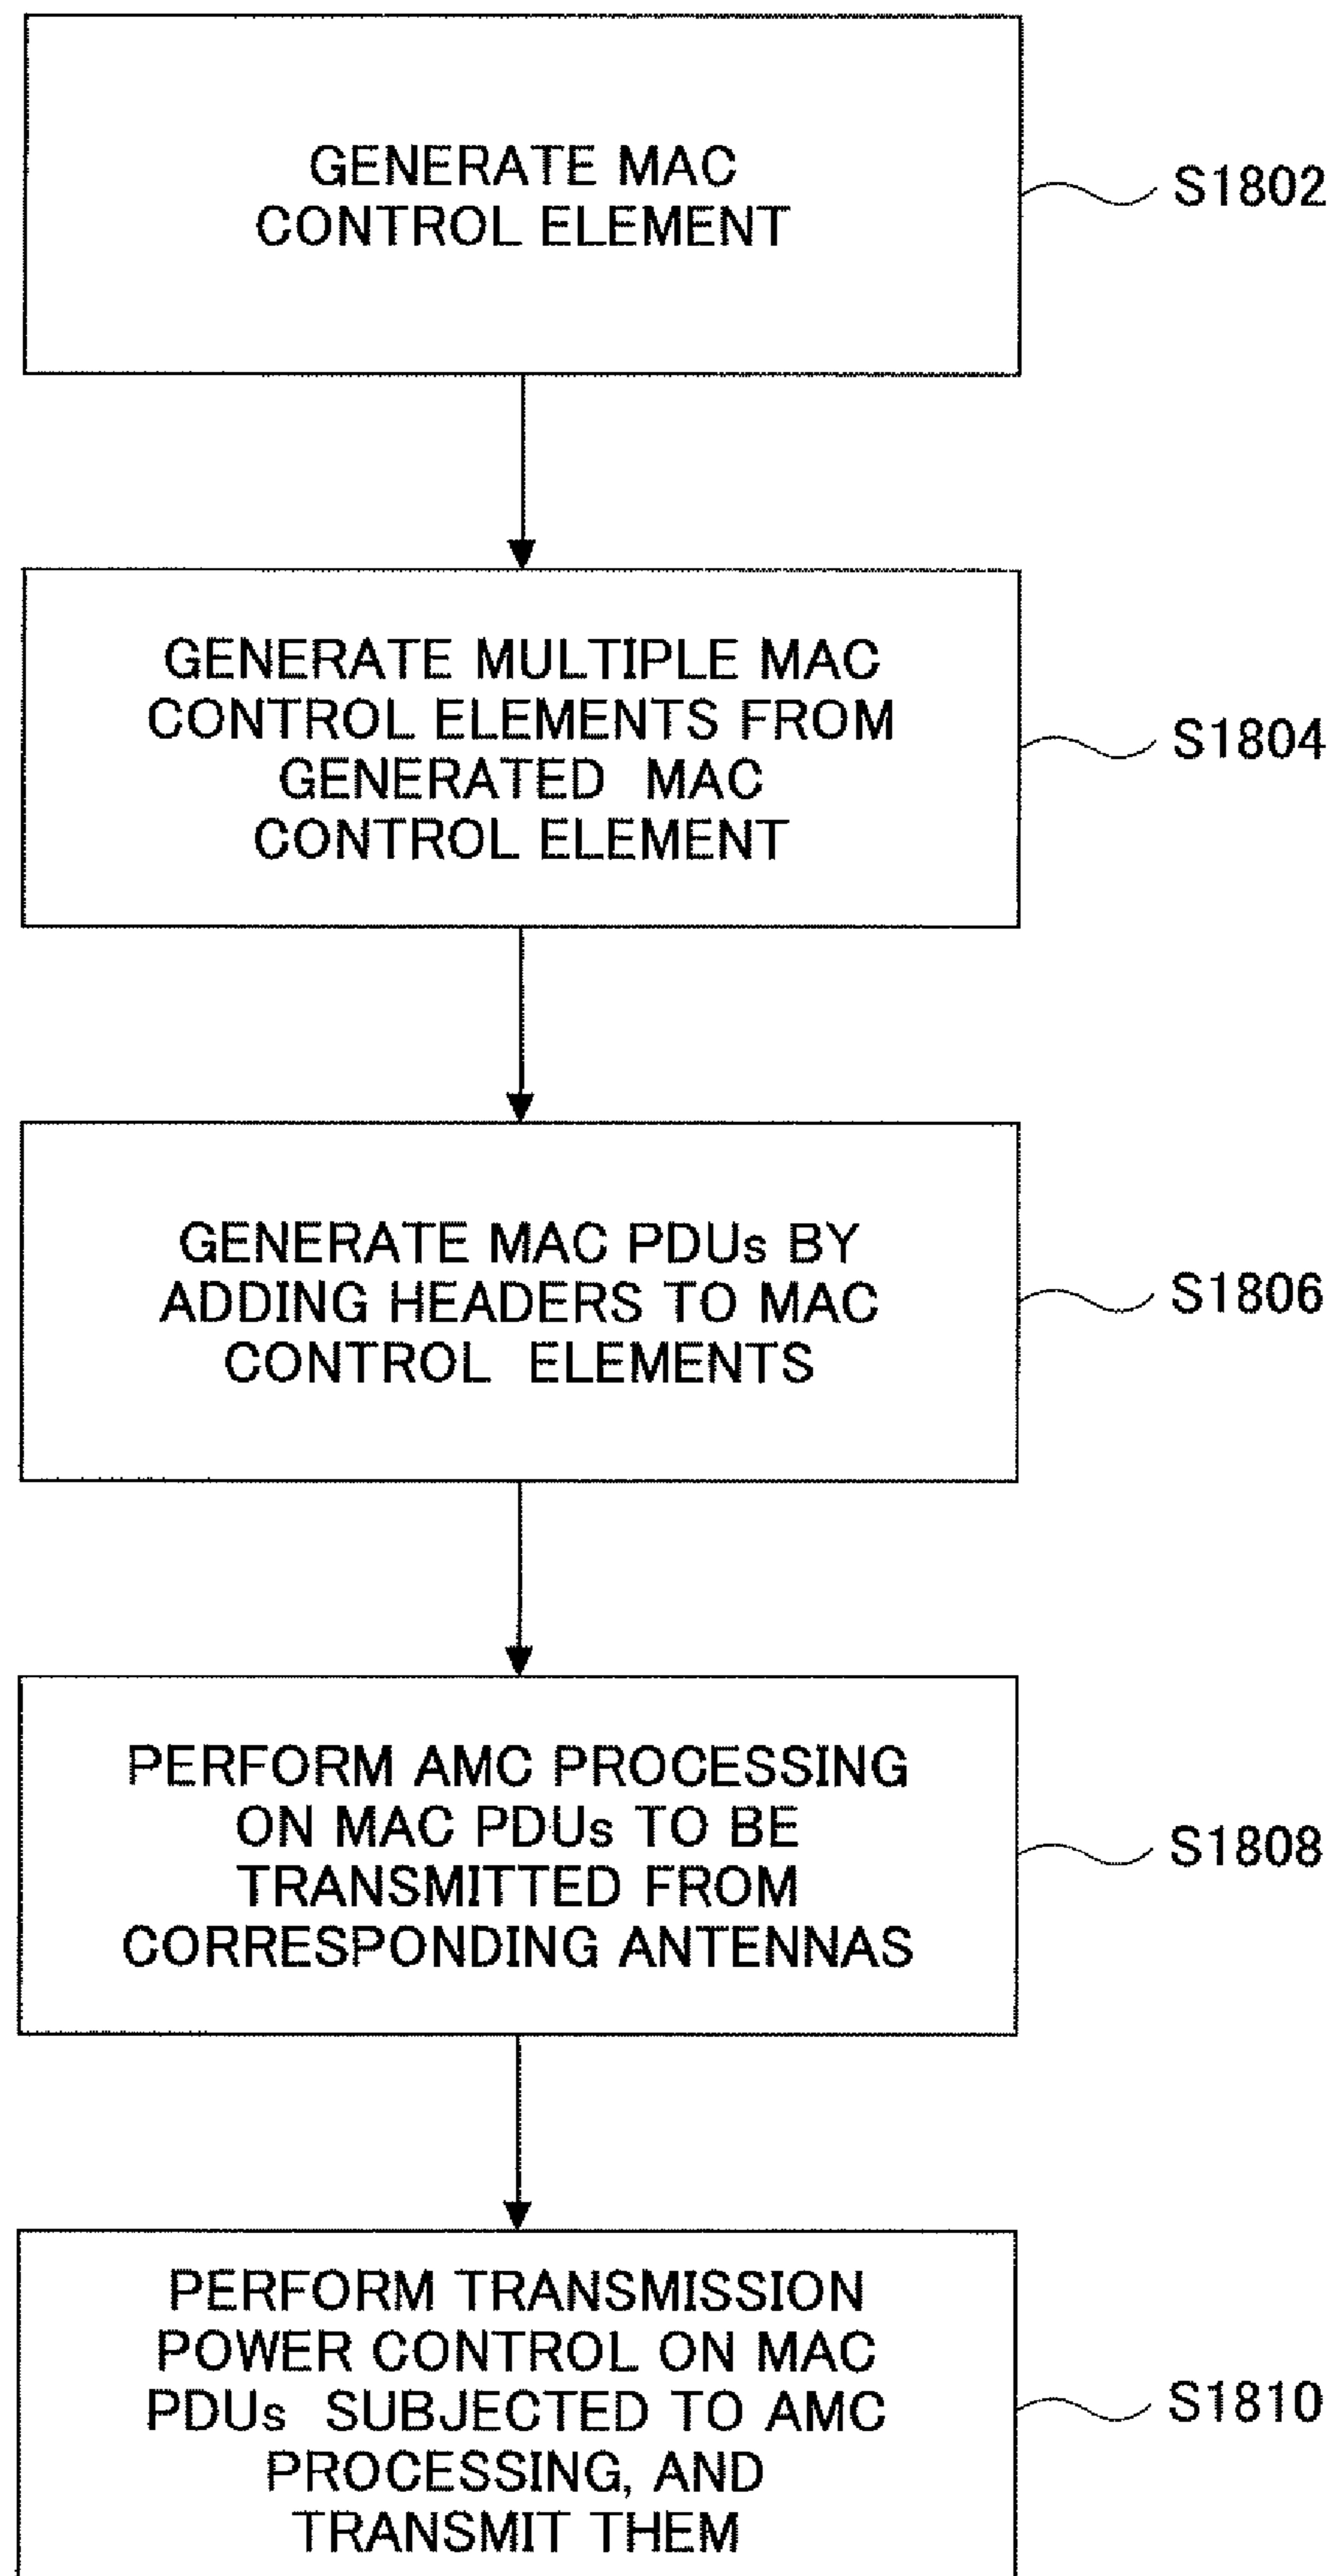 GENERATE MAC
CONTROL ELEMENT
S1802
GENERATE MULTIPLE MAC
CONTROL ELEMENTS FROM
GENERATED MAC
CONTROL ELEMENT
S1804
GENERATE MAC PDUs BY
ADDING HEADERS TO MAC
CONTROL ELEMENTS
S1806
PERFORM AMC PROCESSING
ON MAC PDUs TO BE
TRANSMITTED FROM
CORRESPONDING ANTENNAS
S1808
PERFORM TRANSMISSION
POWER CONTROL ON MAC
PDUs SUBJECTED TO AMC
PROCESSING, AND
TRANSMIT THEM
S1810